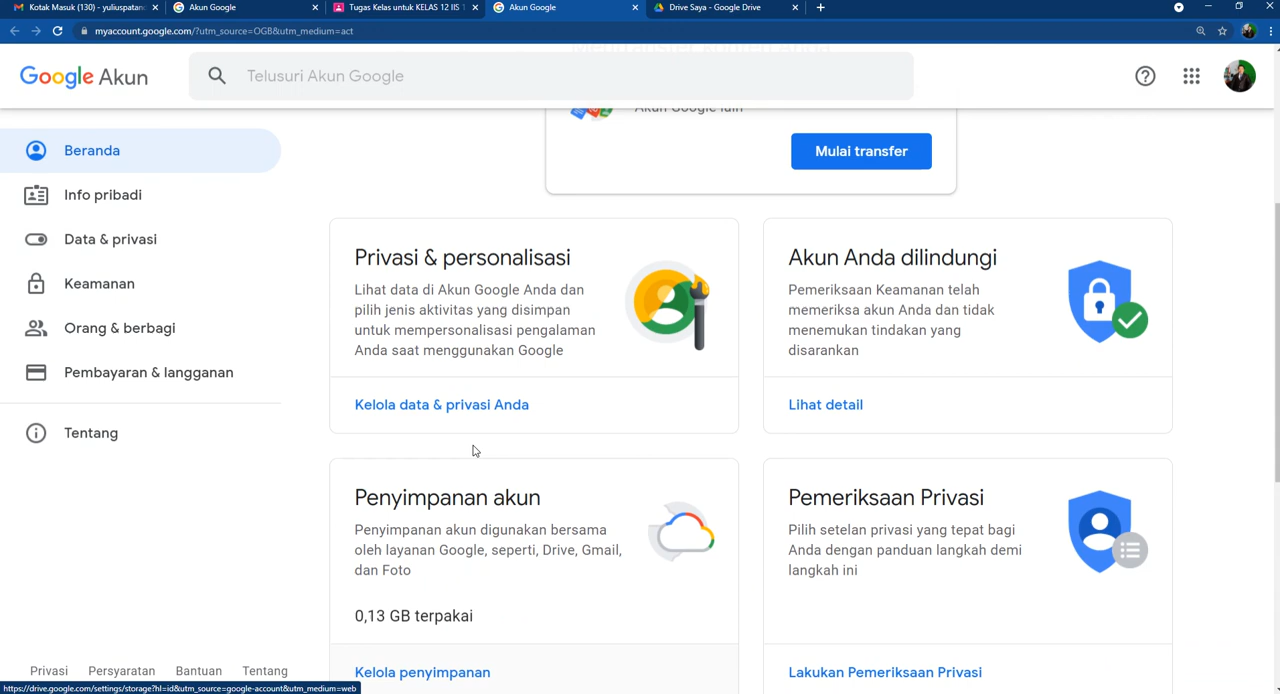 Kotak Masuk (130) - yuliuspatan
Akun Google
Tugas Kelas untuk KELAS 12 IIS 1
Akun Google
Drive Saya - Google Drive
myaccount.google.com/?utm_source=OGB&utm_medium=act
Mentransfer konten Anda
Google Akun
Telusuri Akun Google
Akun Google lain
Mulai transfer
Beranda
Info pribadi
Data & privasi
Keamanan
Orang & berbagi
Pembayaran & langganan
Tentang
Privasi & personalisasi
Lihat data di Akun Google Anda dan
pilih jenis aktivitas yang disimpan
untuk mempersonalisasi pengalaman
Anda saat menggunakan Google
Kelola data & privasi Anda
Akun Anda dilindungi
Pemeriksaan Keamanan telah
memeriksa akun Anda dan tidak
menemukan tindakan yang
disarankan
Lihat detail
Penyimpanan akun
Penyimpanan akun digunakan bersama
oleh layanan Google, seperti, Drive, Gmail,
dan Foto
0,13 GB terpakai
Kelola penyimpanan
Pemeriksaan Privasi
Pilih setelan privasi yang tepat bagi
Anda dengan panduan langkah demi
langkah ini
Lakukan Pemeriksaan Privasi
Privasi Persyaratan Bantuan Tentang
https://drive.google.com/settings/storage?hl=id&utm_source=google-account&utm_medium=web